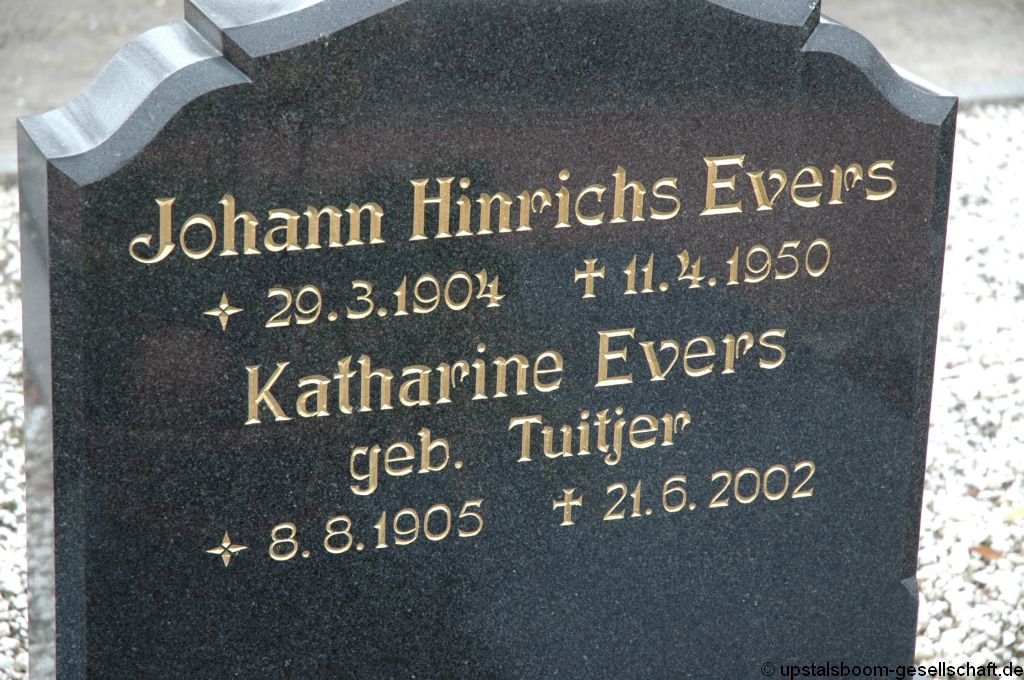 Johann Hinrichs Evers
✦ 29.3.1904 ✝ 11.4.1950
Katharine Evers
geb. Tuitjer
✦ 8.8.1905 ✝ 21.6.2002
© upstalsboom-gesellschaft.de